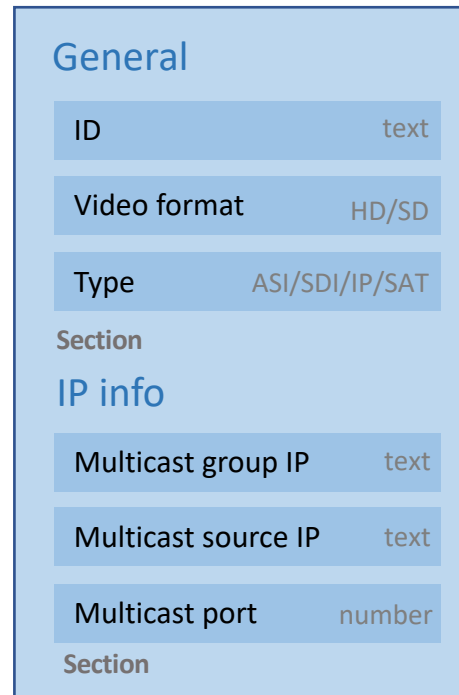 General
ID text
Video format HD/SD
Type ASI/SDI/IP/SAT
Section
IP info
Multicast group IP text
Multicast source IP text
Multicast port number
Section